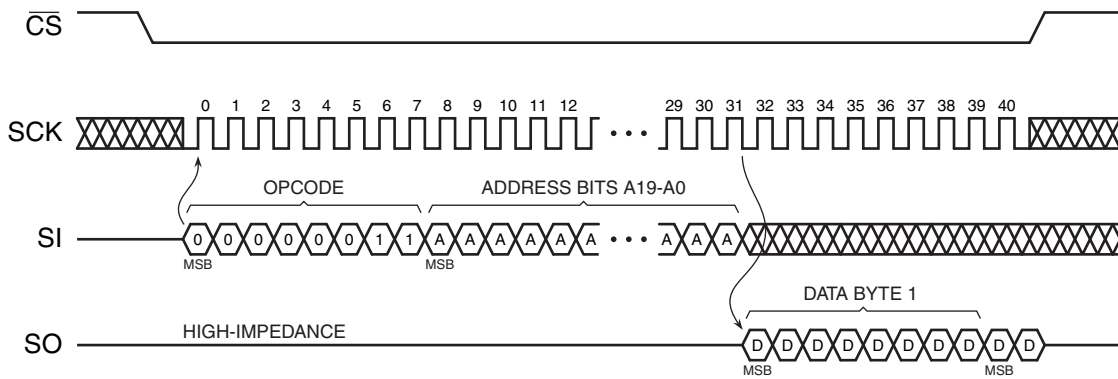 CS
0 1 2 3 4 5 6 7 8 9 10 11 12 29 30 31 32 33 34 35 36 37 38 39 40
SCK
OPCODE ADDRESS BITS A19-A0
SI 0 0 0 0 0 0 1 1 A A A A A A A A A
MSB MSB
DATA BYTE 1
HIGH-IMPEDANCE
SO D D D D D D D D D D
MSB MSB